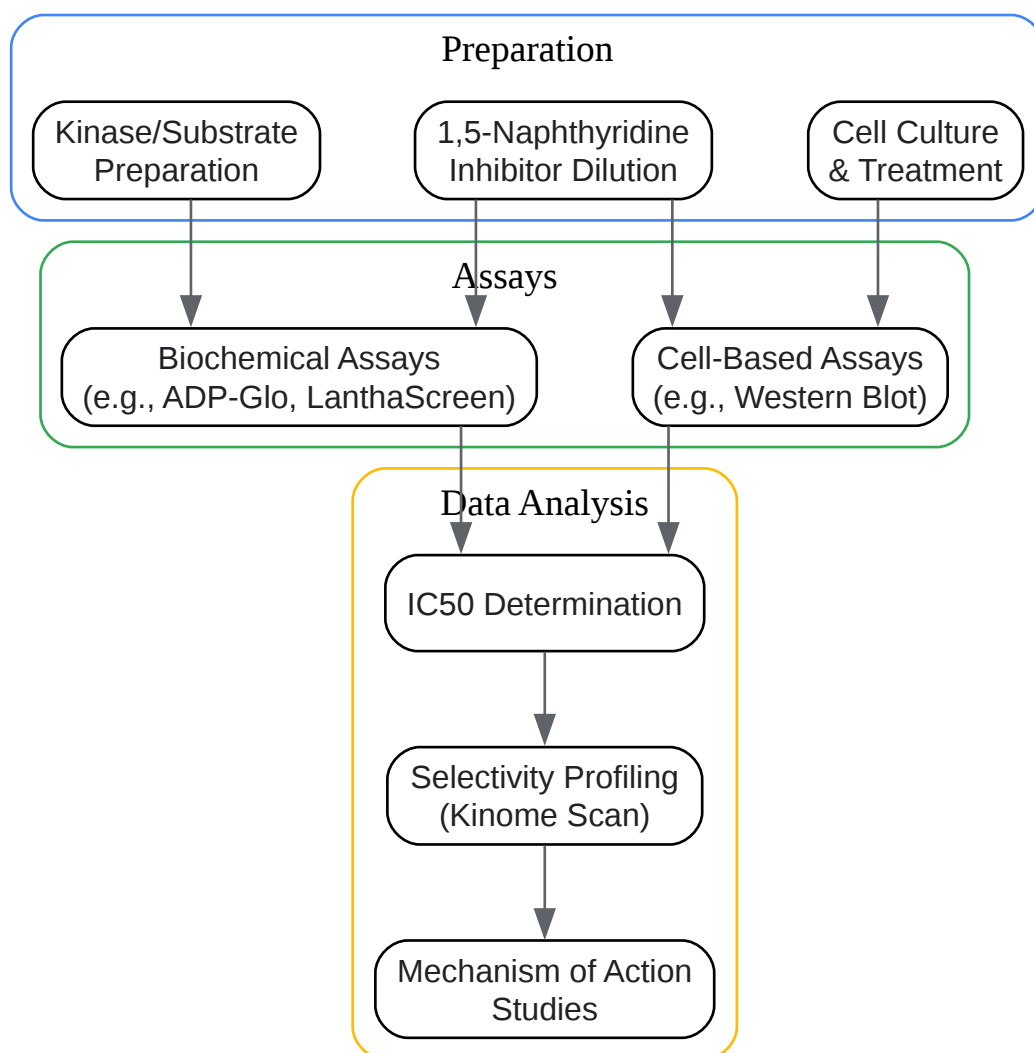 Preparation
Kinase/Substrate
Preparation
1,5-Naphthyridine
Inhibitor Dilution
Cell Culture
& Treatment
Assays
Biochemical Assays
(e.g., ADP-Glo, LanthaScreen)
Cell-Based Assays
(e.g., Western Blot)
Data Analysis
IC50 Determination
Selectivity Profiling
(Kinome Scan)
Mechanism of Action
Studies